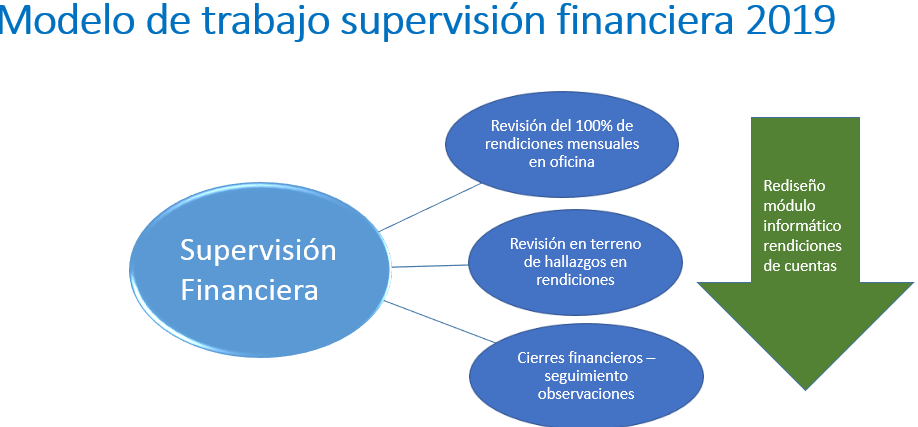 Modelo de trabajo supervisión financiera 2019
Revisión del 100% de
rendiciones mensuales
en oficina
Supervisión
Financiera
Revisión en terreno
de hallazgos en
rendiciones
Cierres financieros –
seguimiento
observaciones
Rediseño
módulo
informático
rendiciones
de cuentas